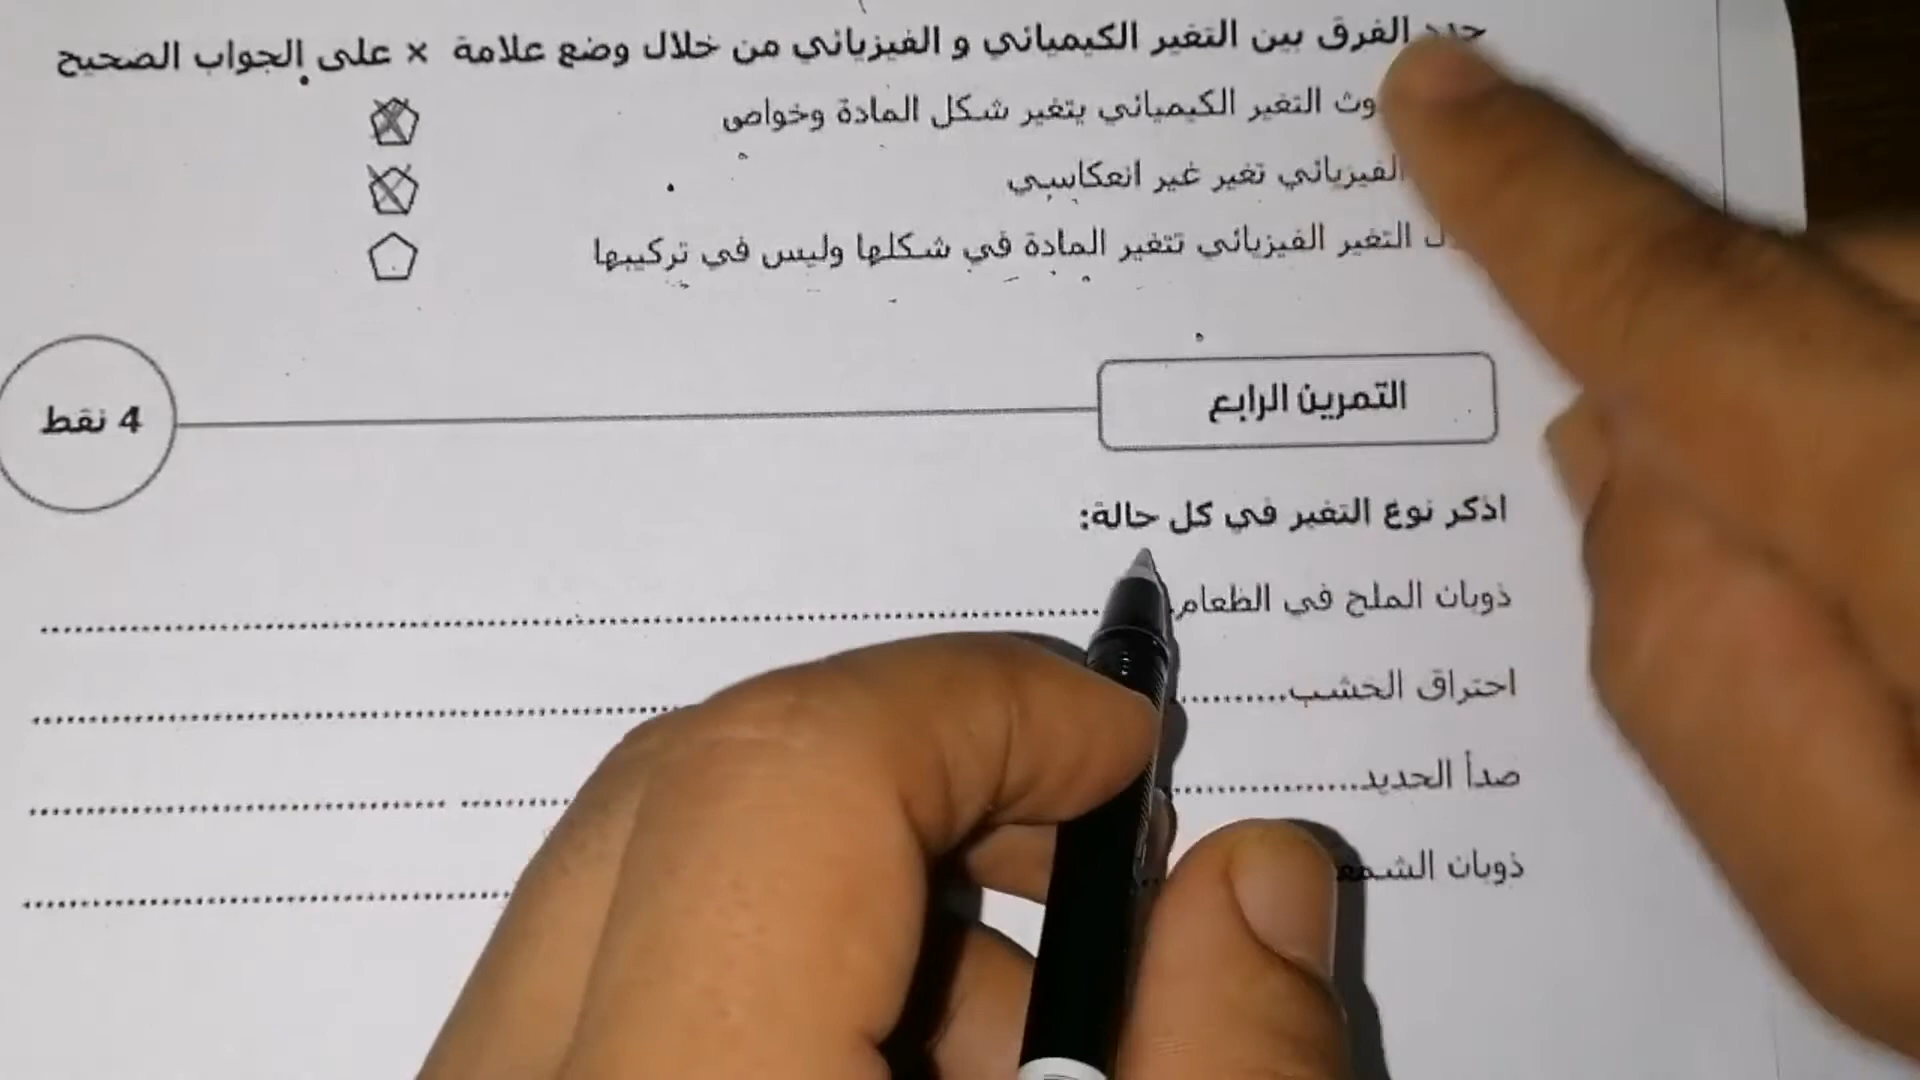 حدد الفرق بين التغير الكيميائي و الفيزيائي من خلال وضع علامة × على الجواب الصحيح
التغير الكيميائي يتغير شكل المادة وخواص
الفيزيائي تغير غير انعكاسي
التغير الفيزيائي تتغير المادة في شكلها وليس في تركيبها
التمرين الرابع
4 نقط
اذكر نوع التغير في كل حالة:
ذوبان الملح في الطعام
احتراق الخشب
صدأ الحديد
ذوبان